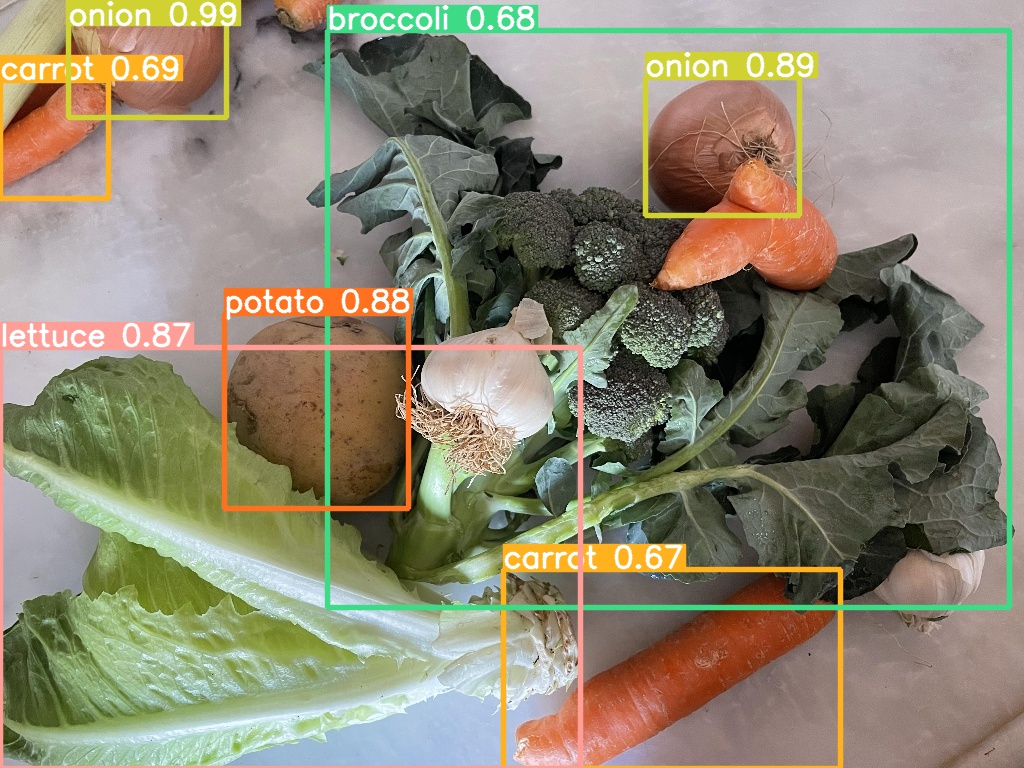 onion 0.99
broccoli 0.68
carrot 0.69
onion 0.89
potato 0.88
lettuce 0.87
carrot 0.67